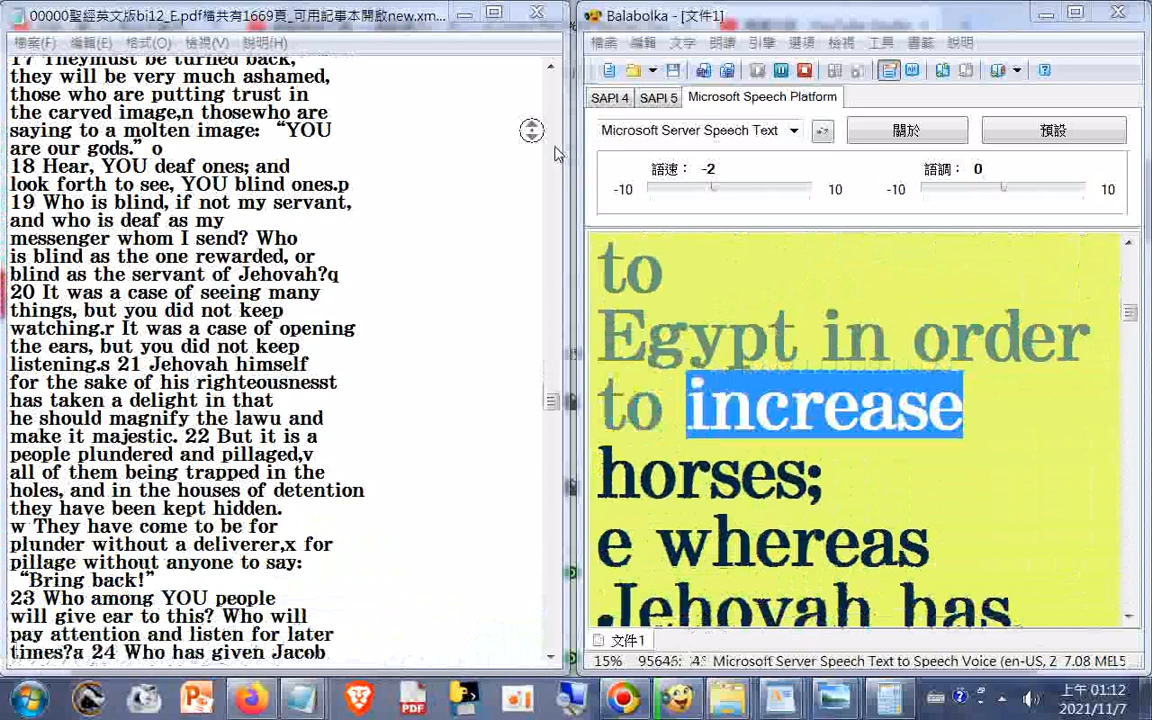 00000聖經英文版bi12_E.pdf檔共有1669頁_可用記事本開啟new.xm...
檔案(F) 編輯(E) 格式(O) 檢視(V) 說明(H)
17 Theymust be turned back,
they will be very much ashamed,
those who are putting trust in
the carved image,n thosewho are
saying to a molten image: “YOU
are our gods.” o
18 Hear, YOU deaf ones; and
look forth to see, YOU blind ones.p
19 Who is blind, if not my servant,
and who is deaf as my
messenger whom I send? Who
is blind as the one rewarded, or
blind as the servant of Jehovah?q
20 It was a case of seeing many
things, but you did not keep
watching.r It was a case of opening
the ears, but you did not keep
listening.s 21 Jehovah himself
for the sake of his righteousnesst
has taken a delight in that
he should magnify the lawu and
make it majestic. 22 But it is a
people plundered and pillaged,v
all of them being trapped in the
holes, and in the houses of detention
they have been kept hidden.
w They have come to be for
plunder without a deliverer,x for
pillage without anyone to say:
“Bring back!”
23 Who among YOU people
will give ear to this? Who will
pay attention and listen for later
times?a 24 Who has given Jacob
Balabolka - [文件1]
檔案 編輯 文字 朗讀 引擎 選項 檢視 工具 書籤 說明
SAPI 4 SAPI 5 Microsoft Speech Platform
Microsoft Server Speech Text 關於 預設
語速： -2 語調： 0
-10 10 -10 10
to
Egypt in order
to increase
horses;
e whereas
Jehovah has
文件1
15% Microsoft Server Speech Text to Speech Voice (en-US, 2 7.08
上午 01:12
2021/11/7